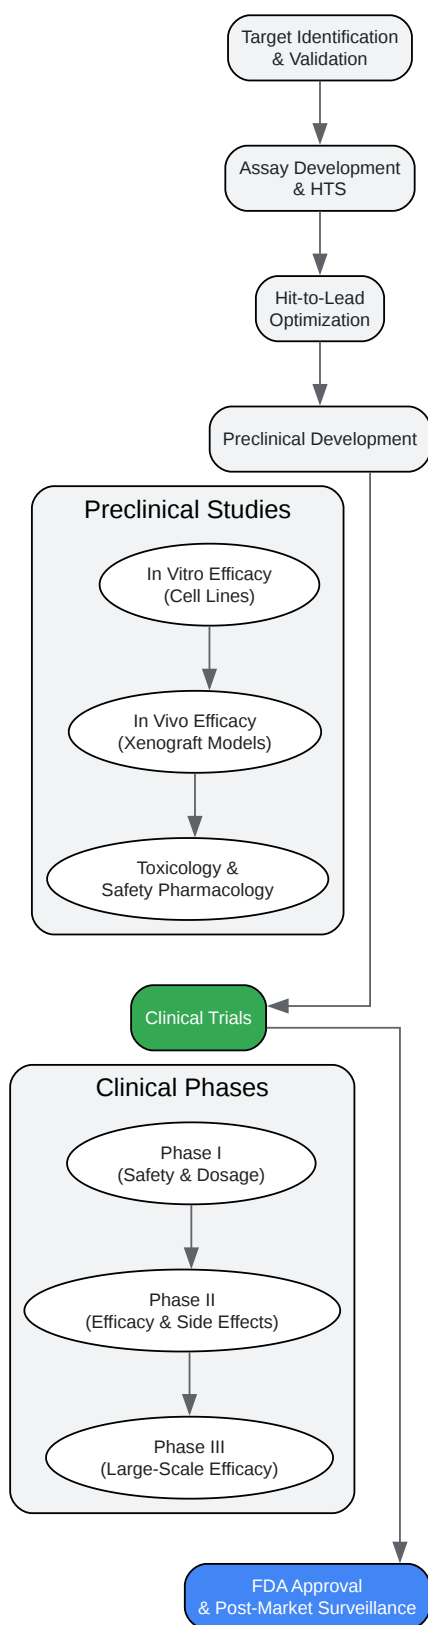 Target Identification
& Validation
Assay Development
& HTS
Hit-to-Lead
Optimization
Preclinical Development
Preclinical Studies
In Vitro Efficacy
(Cell Lines)
In Vivo Efficacy
(Xenograft Models)
Toxicology &
Safety Pharmacology
Clinical Trials
Clinical Phases
Phase I
(Safety & Dosage)
Phase II
(Efficacy & Side Effects)
Phase III
(Large-Scale Efficacy)
FDA Approval
& Post-Market Surveillance